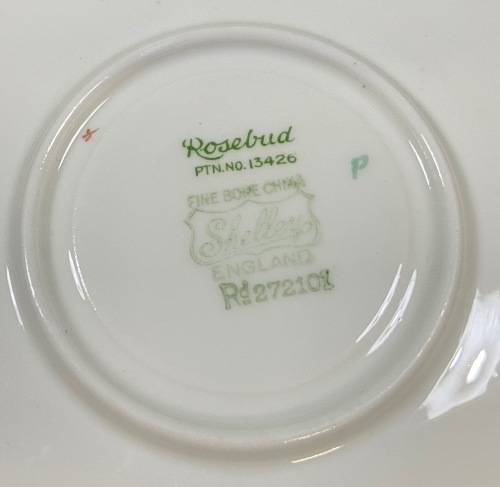 Rosebud
PTN.NO.13426
P
FINE BONE CHINA
Shelley
ENGLAND
Rd 272101